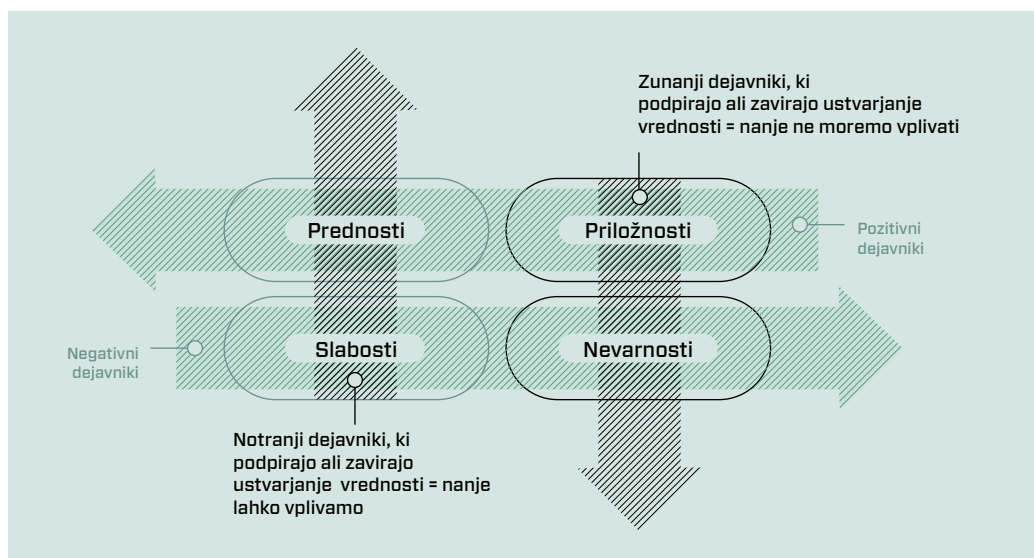 Zunanji dejavniki, ki
podpirajo ali zavirajo ustvarjanje
vrednosti = nanje ne moremo vplivati
Prednosti
Priložnosti
Pozitivni
dejavniki
Negativni
dejavniki
Slabosti
Nevarnosti
Notranji dejavniki, ki
podpirajo ali zavirajo
ustvarjanje vrednosti = nanje
lahko vplivamo